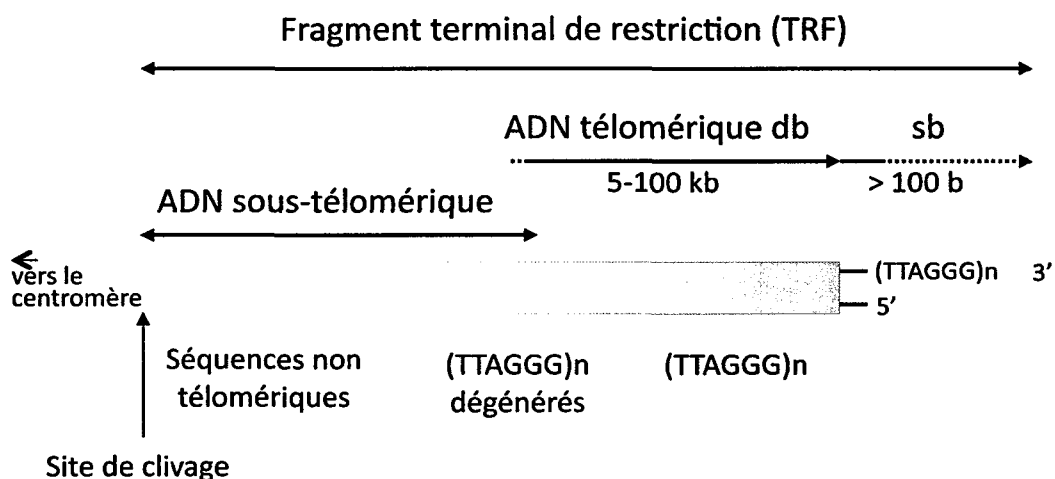 Fragment terminal de restriction (TRF)
ADN télomérique db
sb
5-100 kb
> 100 b
ADN sous-télomérique
vers le
centromère
(TTAGGG)n 3'
5'
Séquences non
télomériques
(TTAGGG)n
dégénérés
(TTAGGG)n
Site de clivage